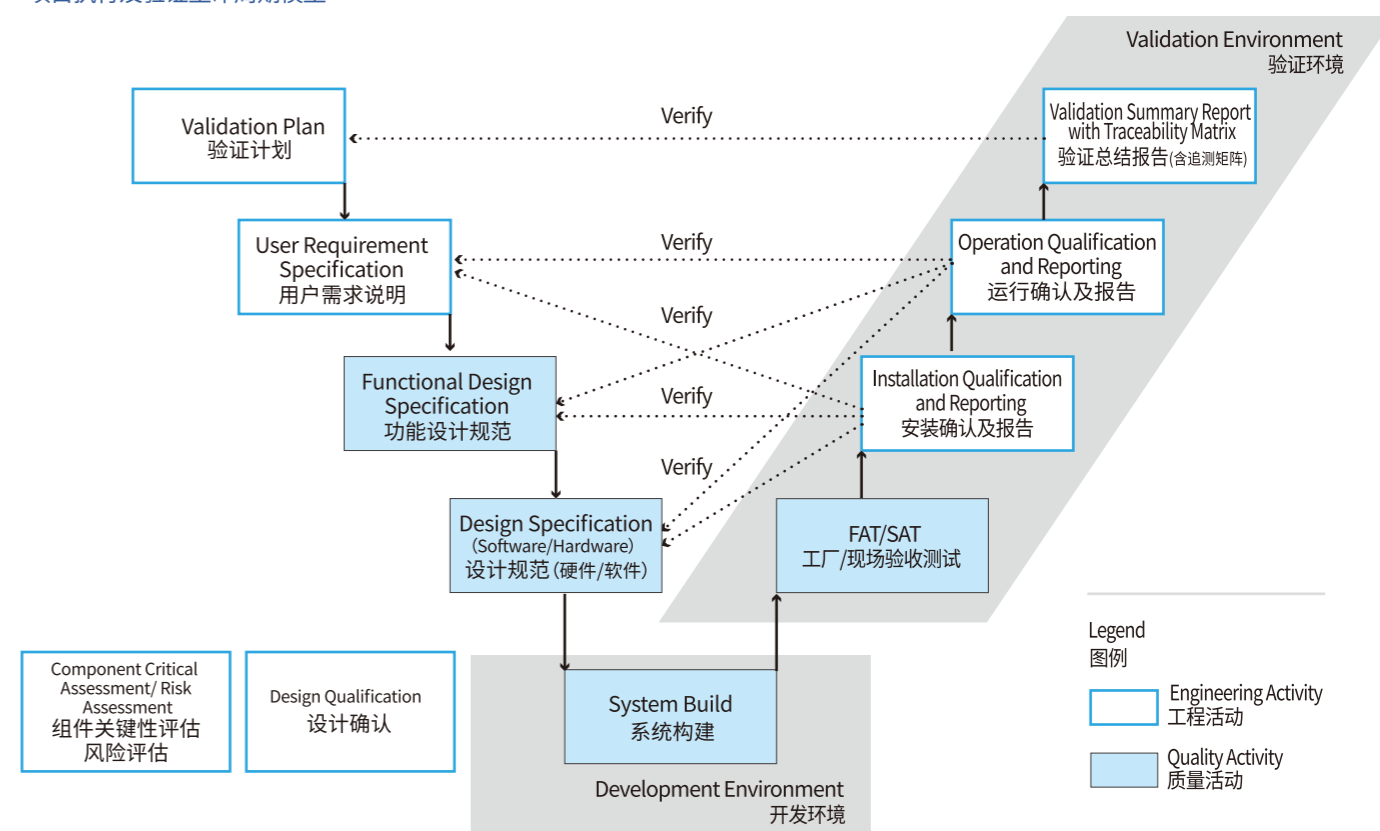 Validation Environment
验证环境
Validation Plan
验证计划
Verify
Validation Summary Report
with Traceability Matrix
验证总结报告(含追测矩阵)
User Requirement
Specification
用户需求说明
Verify
Operation Qualification
and Reporting
运行确认及报告
Verify
Functional Design
Specification
功能设计规范
Verify
Installation Qualification
and Reporting
安装确认及报告
Verify
Design Specification
(Software/Hardware)
设计规范(硬件/软件)
FAT/SAT
工厂/现场验收测试
Component Critical
Assessment/ Risk
Assessment
组件关键性评估
风险评估
Design Qualification
设计确认
System Build
系统构建
Development Environment
开发环境
Legend
图例
Engineering Activity
工程活动
Quality Activity
质量活动